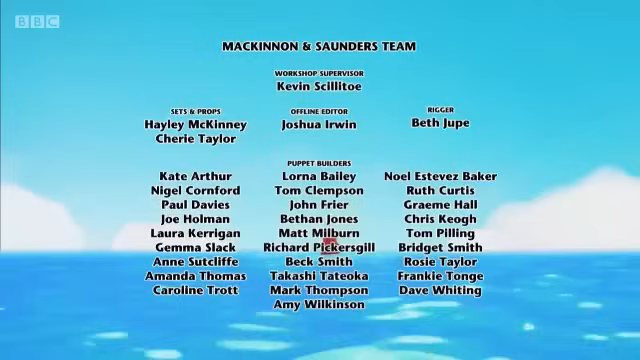 BBC
MACKINNON & SAUNDERS TEAM
WORKSHOP SUPERVISOR
Kevin Scillitoe
SETS & PROPS
Hayley McKinney
Cherie Taylor
OFFLINE EDITOR
Joshua Irwin
RIGGER
Beth Jupe
PUPPET BUILDERS
Kate Arthur Lorna Bailey Noel Estevez Baker
Nigel Cornford Tom Clempson Ruth Curtis
Paul Davies John Frier Graeme Hall
Joe Holman Bethan Jones Chris Keogh
Laura Kerrigan Matt Milburn Tom Pilling
Gemma Slack Richard Pickersgill Bridget Smith
Anne Sutcliffe Beck Smith Rosie Taylor
Amanda Thomas Takashi Tateoka Frankie Tonge
Caroline Trott Mark Thompson Dave Whiting
Amy Wilkinson